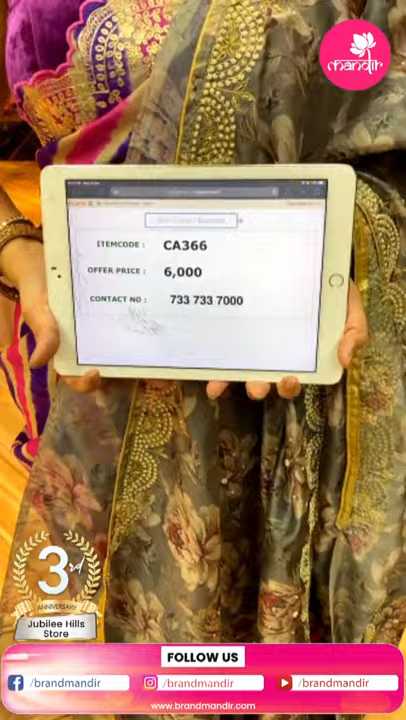 mandir
ITEMCODE : CA366
OFFER PRICE : 6,000
CONTACT NO : 733 733 7000
3rd
ANNIVERSARY
Jubilee Hills
Store
FOLLOW US
/brandmandir /brandmandir /brandmandir
www.brandmandir.com